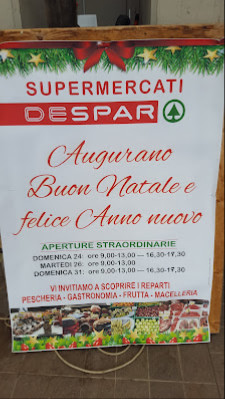 SUPERMERCATI
DESPAR
Augurano
Buon Natale e
felice Anno nuovo
APERTURE STRAORDINARIE
DOMENICA 24: ore 9,00-13,00 — 16,30-19,30
MARTEDI 26: ore 9,00-13,00
DOMENICA 31: ore 9,00-13,00 — 16,30-19,30
VI INVITIAMO A SCOPRIRE I REPARTI
PESCHERIA - GASTRONOMIA - FRUTTA - MACELLERIA